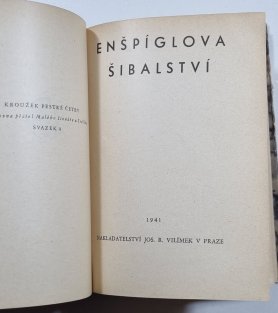 KROUŽEK PESTRÉ ČETBY
SVAZEK 8
ENŠPÍGLOVA
ŠIBALSTVÍ
1941
NAKLADATELSTVÍ JOS. R. VILÍMEK V PRAZE